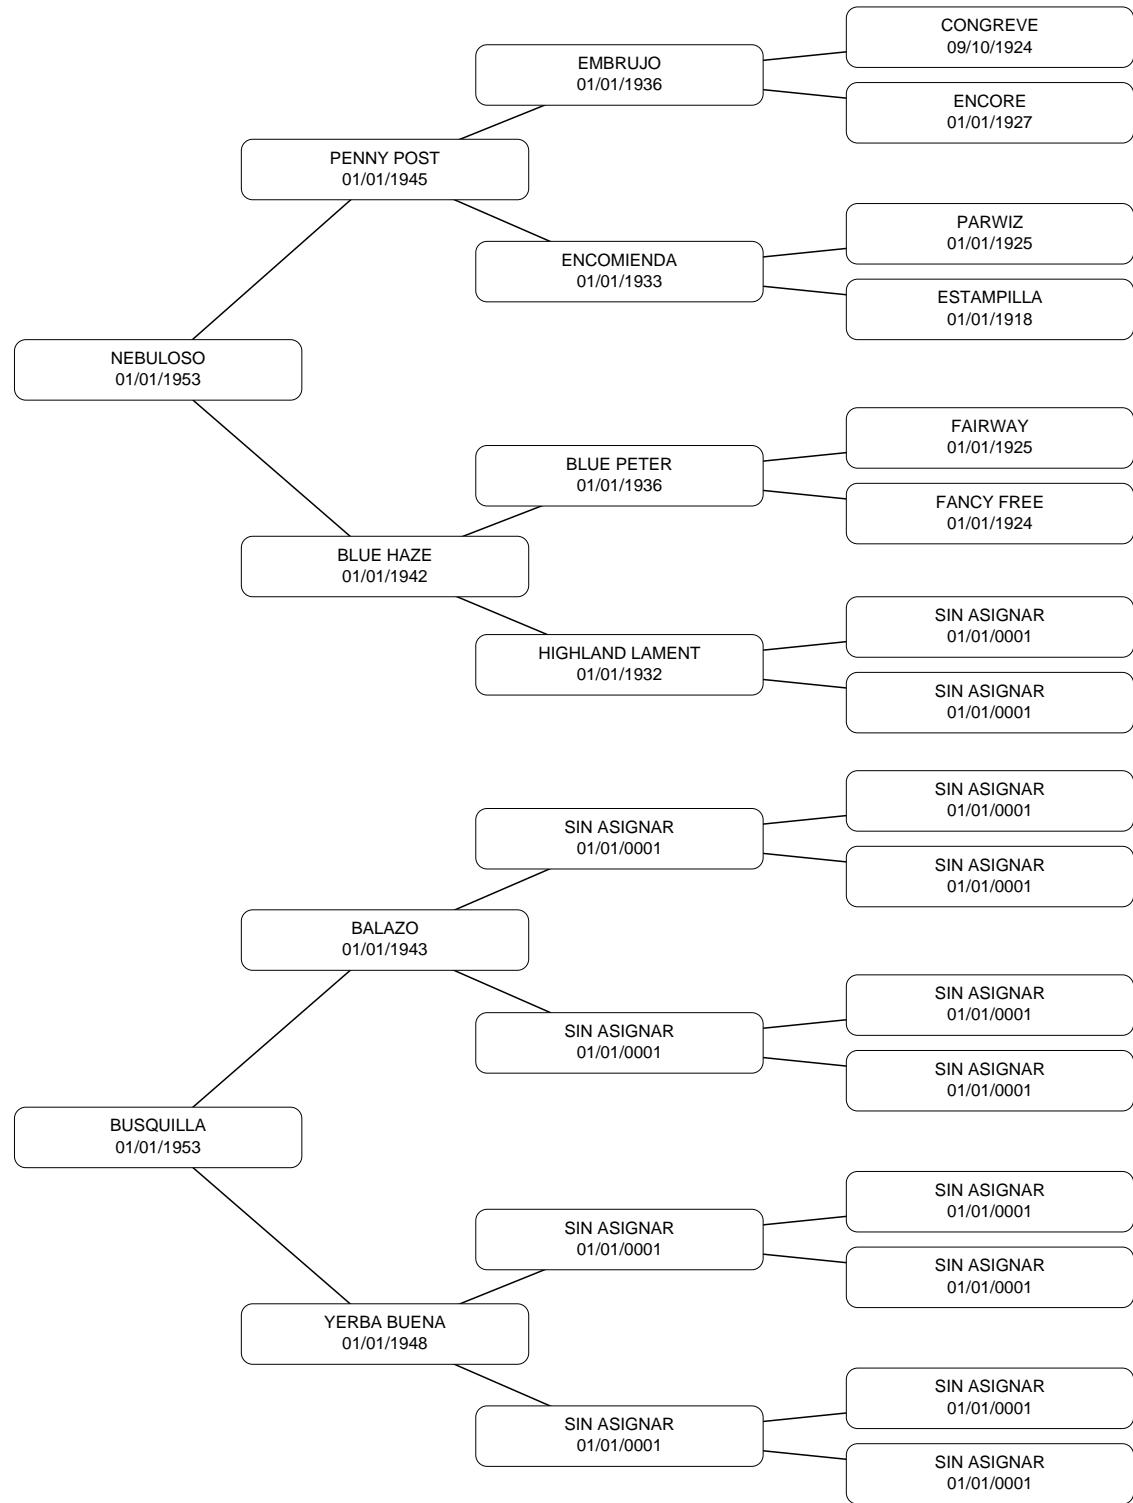 CONGREVE
09/10/1924
EMBRUJO
01/01/1936
ENCORE
01/01/1927
PENNY POST
01/01/1945
PARWIZ
01/01/1925
ENCOMIENDA
01/01/1933
ESTAMPILLA
01/01/1918
NEBULOSO
01/01/1953
FAIRWAY
01/01/1925
BLUE PETER
01/01/1936
FANCY FREE
01/01/1924
BLUE HAZE
01/01/1942
SIN ASIGNAR
01/01/0001
HIGHLAND LAMENT
01/01/1932
SIN ASIGNAR
01/01/0001
SIN ASIGNAR
01/01/0001
SIN ASIGNAR
01/01/0001
SIN ASIGNAR
01/01/0001
BALAZO
01/01/1943
SIN ASIGNAR
01/01/0001
SIN ASIGNAR
01/01/0001
SIN ASIGNAR
01/01/0001
BUSQUILLA
01/01/1953
SIN ASIGNAR
01/01/0001
SIN ASIGNAR
01/01/0001
SIN ASIGNAR
01/01/0001
YERBA BUENA
01/01/1948
SIN ASIGNAR
01/01/0001
SIN ASIGNAR
01/01/0001
SIN ASIGNAR
01/01/0001